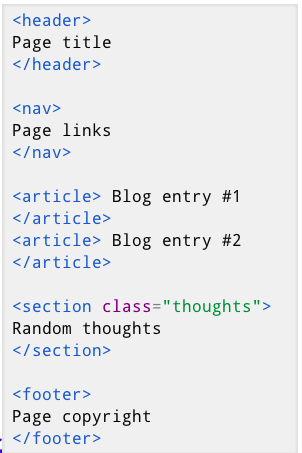 <header>
Page title
</header>
<nav>
Page links
</nav>
<article> Blog entry #1
</article>
<article> Blog entry #2
</article>
<section class="thoughts">
Random thoughts
</section>
<footer>
Page copyright
</footer>